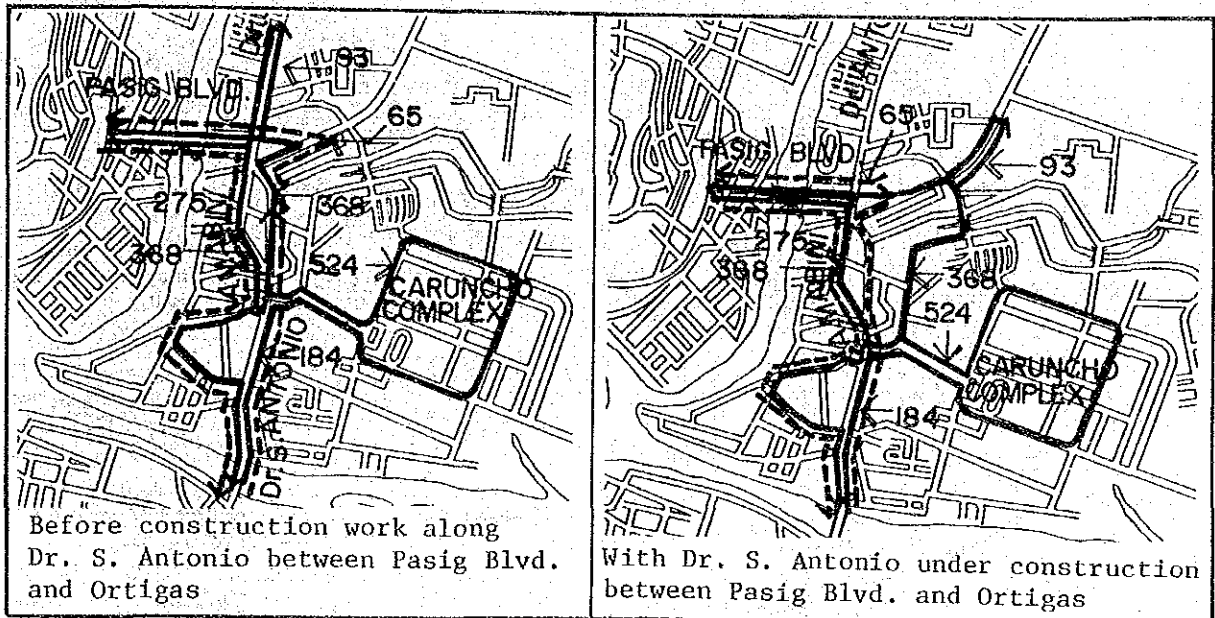 93
PASIG BLVD.
65
275
368
368
524
CARUNCHO
COMPLEX
184
Dr. S. ANTONIO
Before construction work along
Dr. S. Antonio between Pasig Blvd.
and Ortigas
65
PASIG BLVD.
93
275
368
368
524
CARUNCHO
COMPLEX
184
With Dr. S. Antonio under construction
between Pasig Blvd. and Ortigas